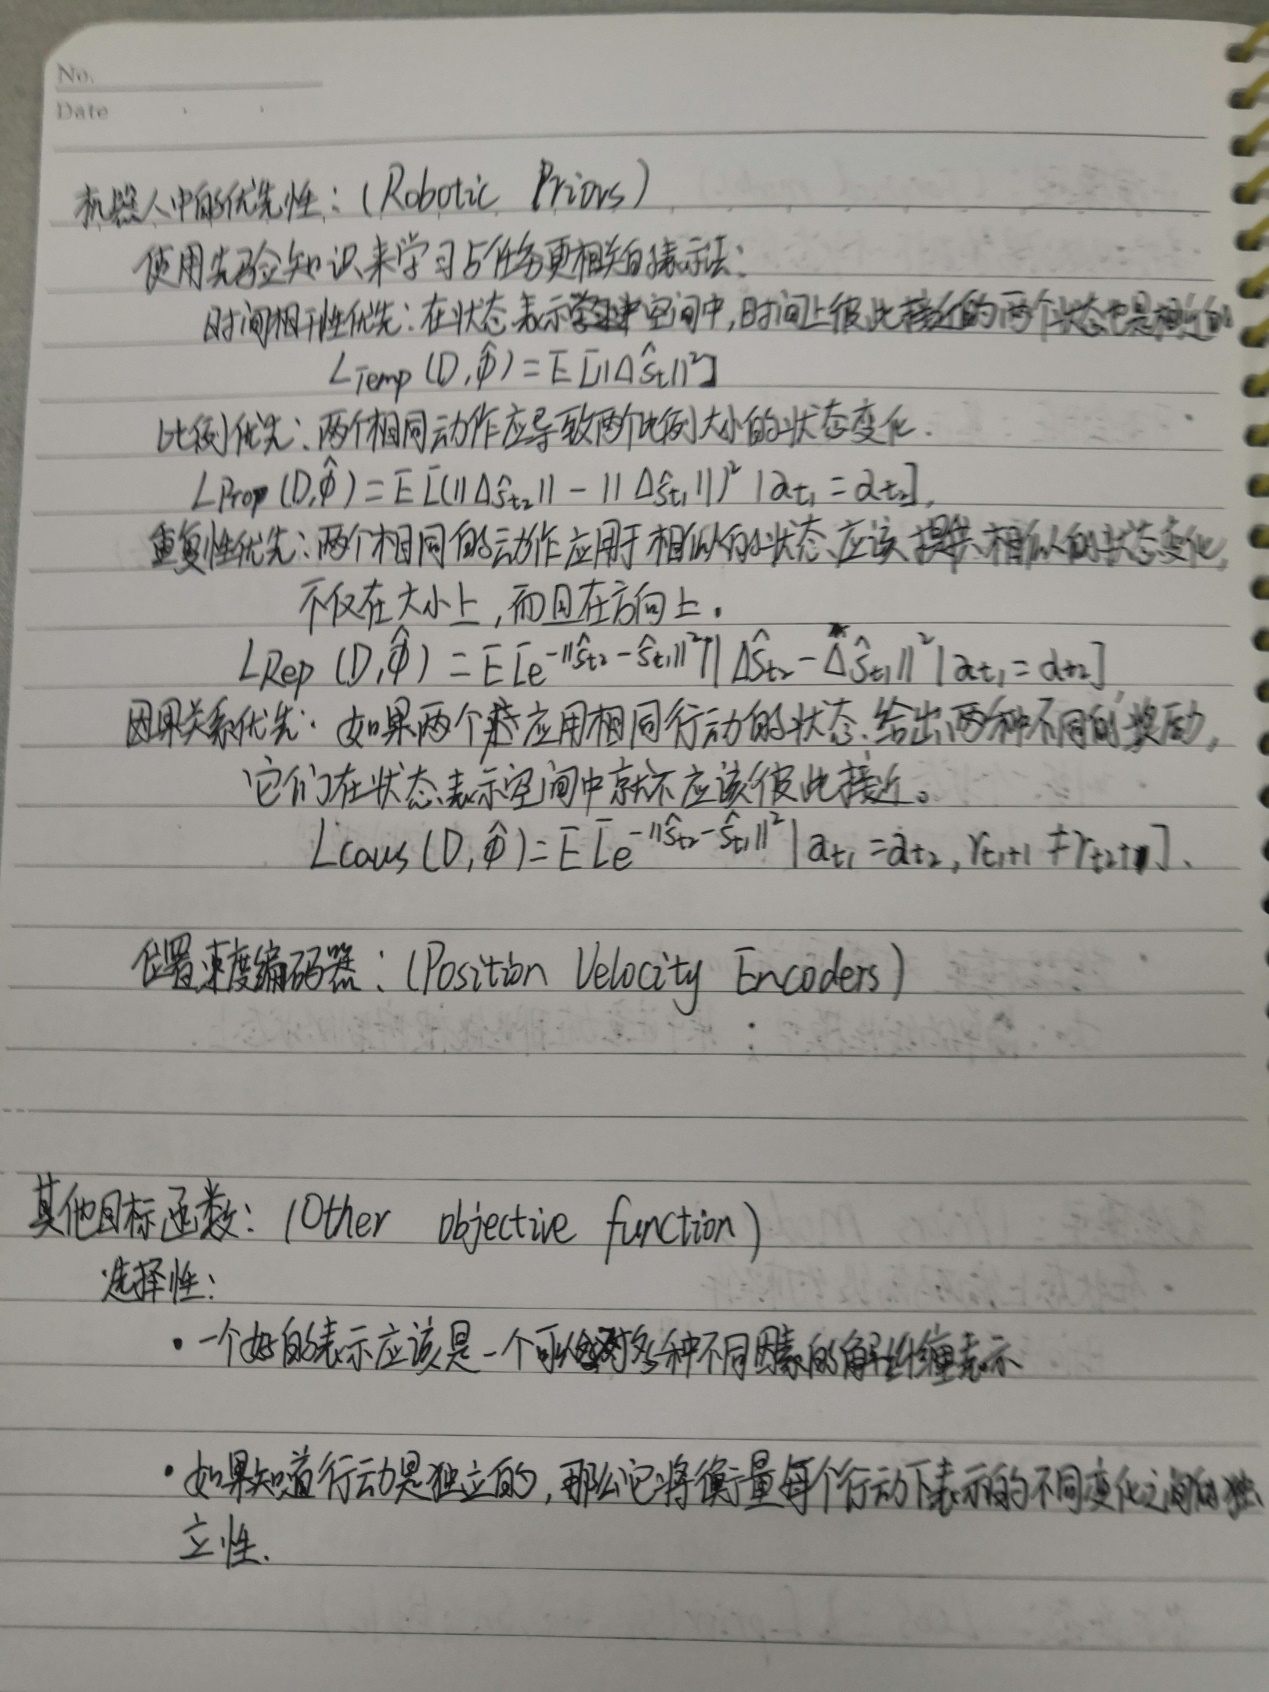 No.
Date
机器人中的优先性：(Robotic Priors)
使用先验知识来学习与任务更相关的表示法：
时间相干性优先：在状态表示空间中，时间上彼此接近的两个状态也是相近的
L_Temp (D,φ̂) = E[||Δŝ_t||²]
比例优先：两个相同动作应导致两个比例大小的状态变化.
L_Prop (D,φ̂) = E[(||Δŝ_t₂|| - ||Δŝ_t₁||)² | a_t₁ = a_t₂].
重复性优先：两个相同的动作应用于相似的状态应该提供相似的状态变化，
不仅在大小上，而且在方向上。
L_Rep (D,φ̂) = E[e^{-||ŝ_t₂ - ŝ_t₁||²} || Δŝ_t₂ - Δŝ_t₁||² | a_t₁ = a_t₂]
因果关系优先：如果两个应用相同行动的状态给出两种不同的奖励，
它们在状态表示空间中就不应该彼此接近。
L_caus (D,φ̂) = E[e^{-||ŝ_t₂ - ŝ_t₁||²} | a_t₁ = a_t₂, r_t₁+1 ≠ r_t₂+1].
位置速度编码器：(Position Velocity Encoders)
其他目标函数：(Other objective function)
选择性：
·一个好的表示应该是一个可以对多种不同因素的解纠缠表示
·如果知道行动是独立的，那么它将衡量每个行动下表示的不同变化之间的独
立性.